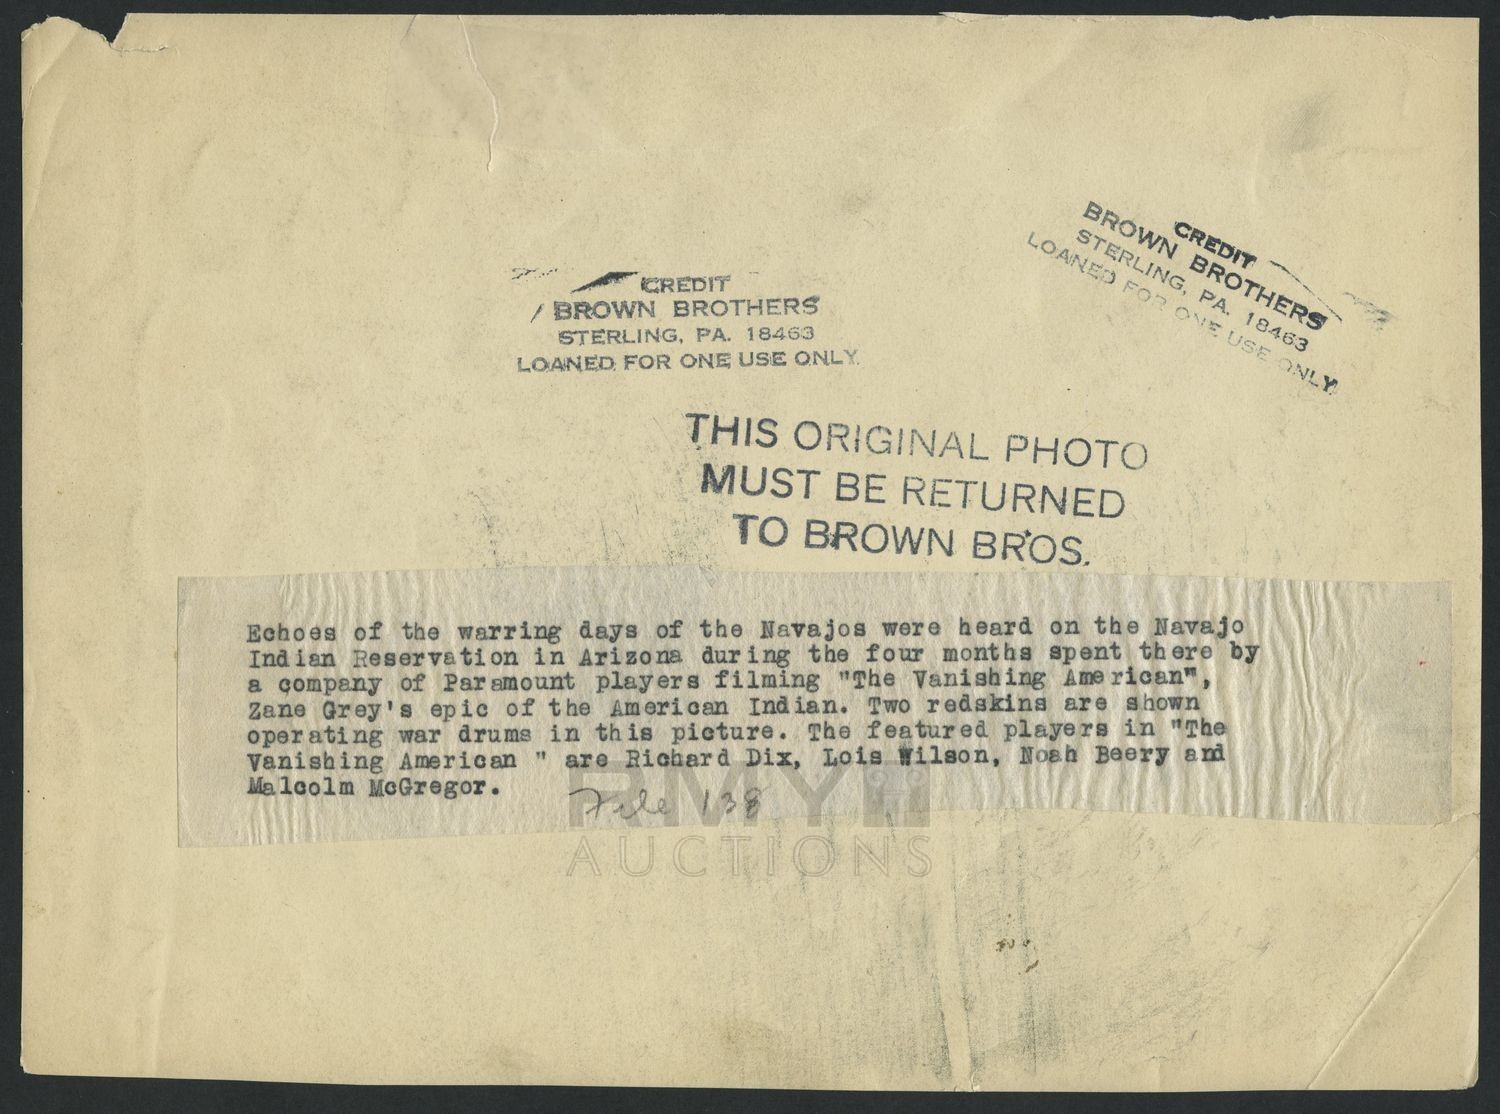 CREDIT
BROWN BROTHERS
STERLING, PA. 18463
LOANED FOR ONE USE ONLY
CREDIT
BROWN BROTHERS
STERLING, PA. 18463
LOANED FOR ONE USE ONLY
THIS ORIGINAL PHOTO
MUST BE RETURNED
TO BROWN BROS.
Echoes of the warring days of the Navajos were heard on the Navajo
Indian Reservation in Arizona during the four months spent there by
a company of Paramount players filming "The Vanishing American",
Zane Grey's epic of the American Indian. Two redskins are shown
operating war drums in this picture. The featured players in "The
Vanishing American " are Richard Dix, Lois Wilson, Noah Beery and
Malcolm McGregor.
File 138
AUCTIONS